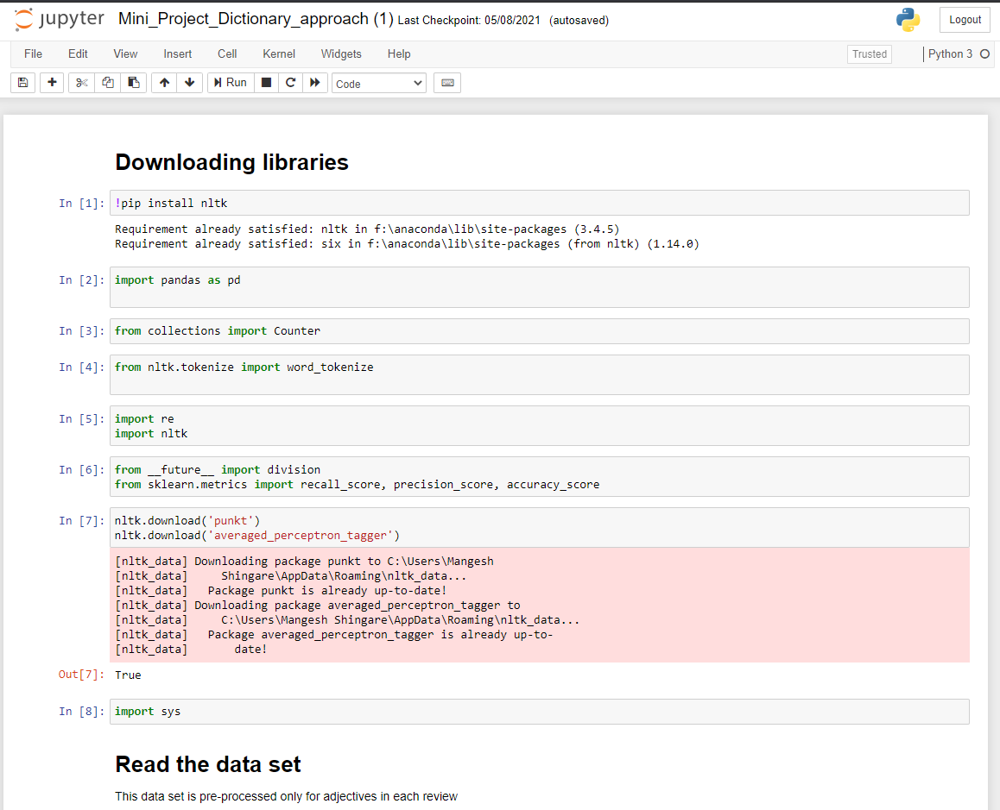 jupyter Mini_Project_Dictionary_approach (1) Last Checkpoint: 05/08/2021 (autosaved) Logout
File Edit View Insert Cell Kernel Widgets Help Trusted Python 3
Run Code
Downloading libraries
In [1]: !pip install nltk
Requirement already satisfied: nltk in f:\anaconda\lib\site-packages (3.4.5)
Requirement already satisfied: six in f:\anaconda\lib\site-packages (from nltk) (1.14.0)
In [2]: import pandas as pd
In [3]: from collections import Counter
In [4]: from nltk.tokenize import word_tokenize
In [5]: import re
import nltk
In [6]: from __future__ import division
from sklearn.metrics import recall_score, precision_score, accuracy_score
In [7]: nltk.download('punkt')
nltk.download('averaged_perceptron_tagger')
[nltk_data] Downloading package punkt to C:\Users\Mangesh
[nltk_data]     Shingare\AppData\Roaming\nltk_data...
[nltk_data]   Package punkt is already up-to-date!
[nltk_data] Downloading package averaged_perceptron_tagger to
[nltk_data]     C:\Users\Mangesh Shingare\AppData\Roaming\nltk_data...
[nltk_data]   Package averaged_perceptron_tagger is already up-to-
[nltk_data]       date!
Out[7]: True
In [8]: import sys
Read the data set
This data set is pre-processed only for adjectives in each review